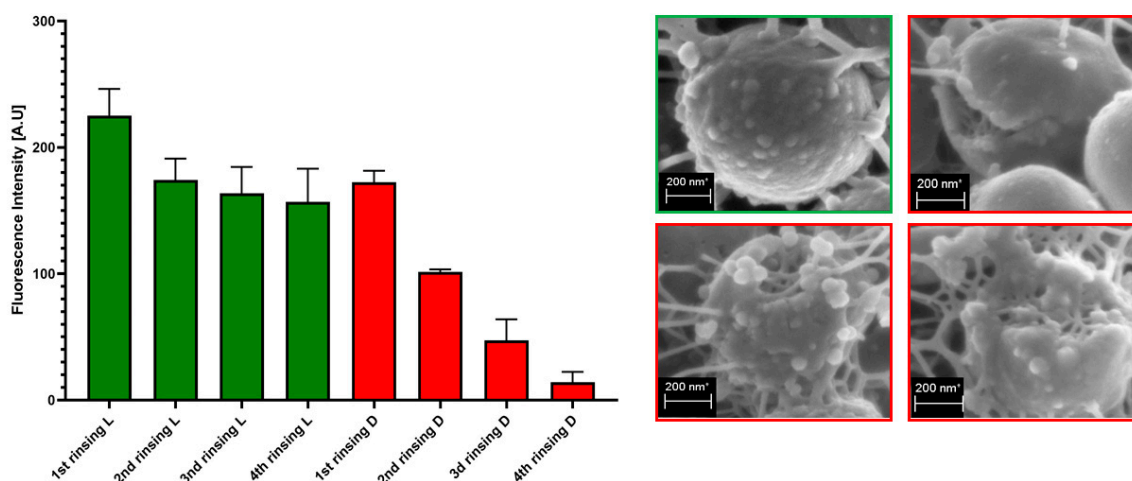 300
200
100
0
Fluorescence Intensity [A.U]
1st rinsing L
2nd rinsing L
3nd rinsing L
4th rinsing L
1st rinsing D
2nd rinsing D
3d rinsing D
4th rinsing D
200 nm*
200 nm*
200 nm*
200 nm*